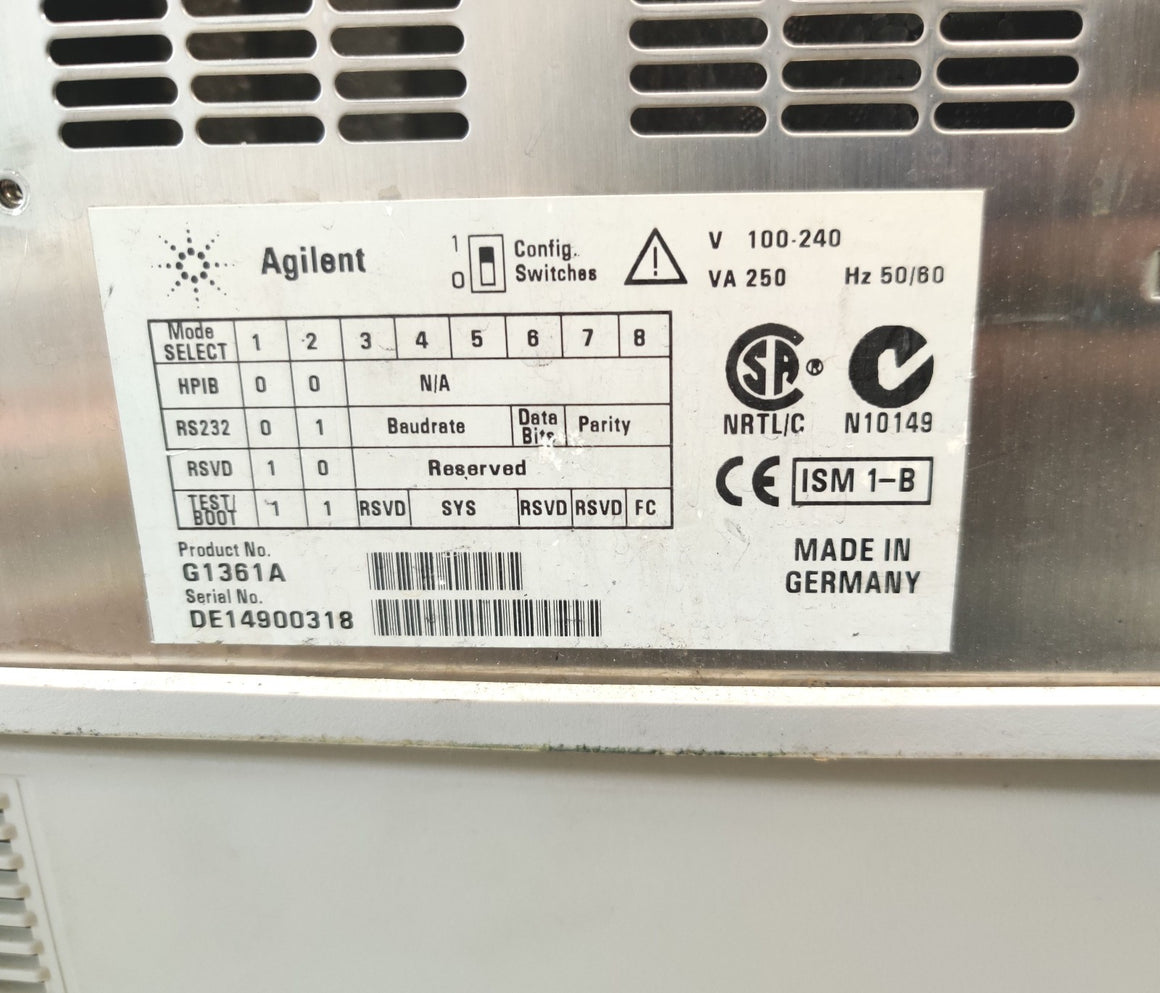 Agilent
1
0
Config.
Switches
V 100-240
VA 250 Hz 50/60
Mode SELECT 1 2 3 4 5 6 7 8
HPIB 0 0 N/A
RS232 0 1 Baudrate Data Bits Parity
RSVD 1 0 Reserved
TEST/BOOT 1 1 RSVD SYS RSVD RSVD FC
SA ®
NRTL/C N10149
CE ISM 1-B
MADE IN
GERMANY
Product No.
G1361A
Serial No.
DE14900318